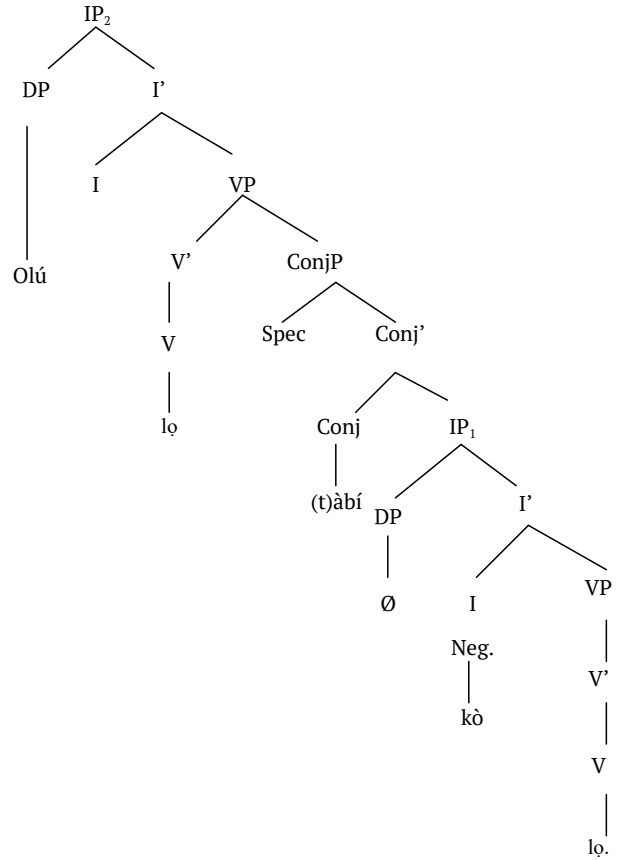 IP₂
DP I’
I VP
V’ ConjP
Olú
Spec Conj’
V
lọ Conj IP₁
(t)àbí DP I’
Ø I VP
Neg.
V’
kò
V
lọ.